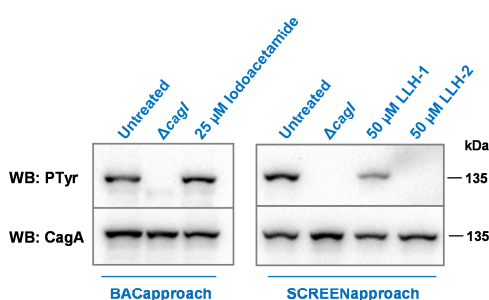 Untreated
ΔcagI
25 µM Iodoacetamide
Untreated
ΔcagI
50 µM LLH-1
50 µM LLH-2
kDa
WB: PTyr
135
WB: CagA
135
BACapproach
SCREENapproach